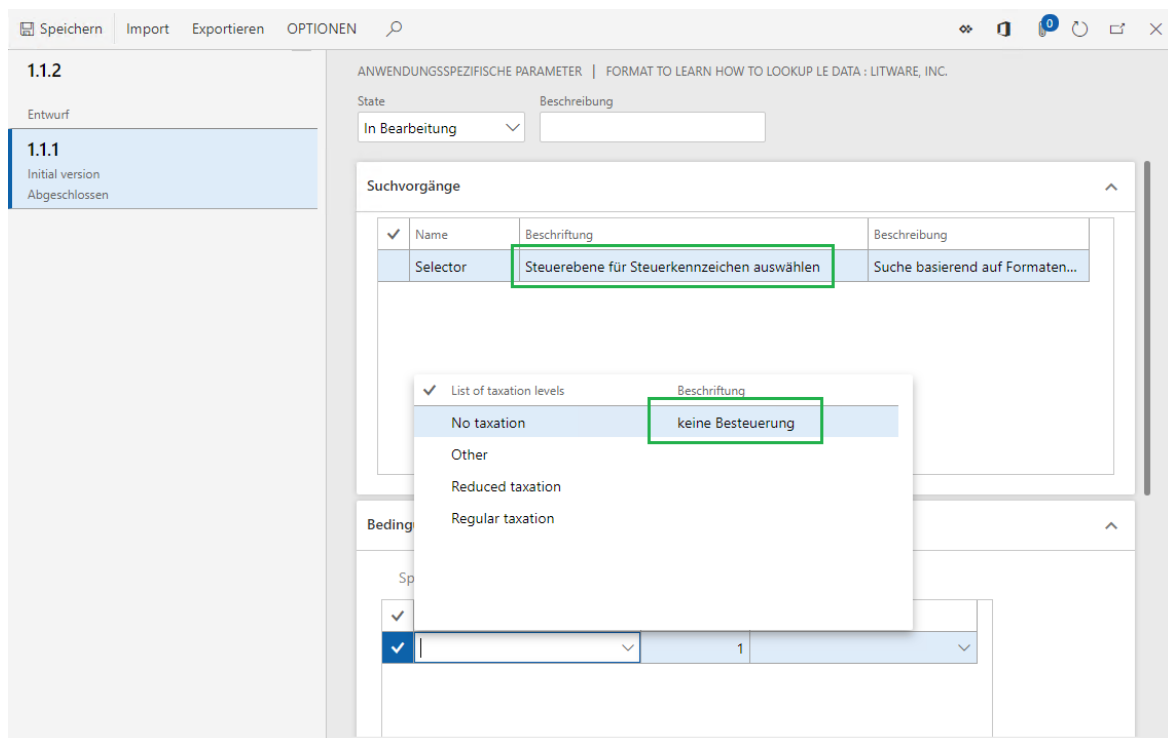 Speichern Import Exportieren OPTIONEN 0
1.1.2
Entwurf
1.1.1
Initial version
Abgeschlossen
ANWENDUNGSSPEZIFISCHE PARAMETER | FORMAT TO LEARN HOW TO LOOKUP LE DATA : LITWARE, INC.
State Beschreibung
In Bearbeitung
Suchvorgänge
Name Beschriftung Beschreibung
Selector Steuerebene für Steuerkennzeichen auswählen Suche basierend auf Formaten...
List of taxation levels Beschriftung
No taxation keine Besteuerung
Other
Reduced taxation
Regular taxation
Beding
Sp
1